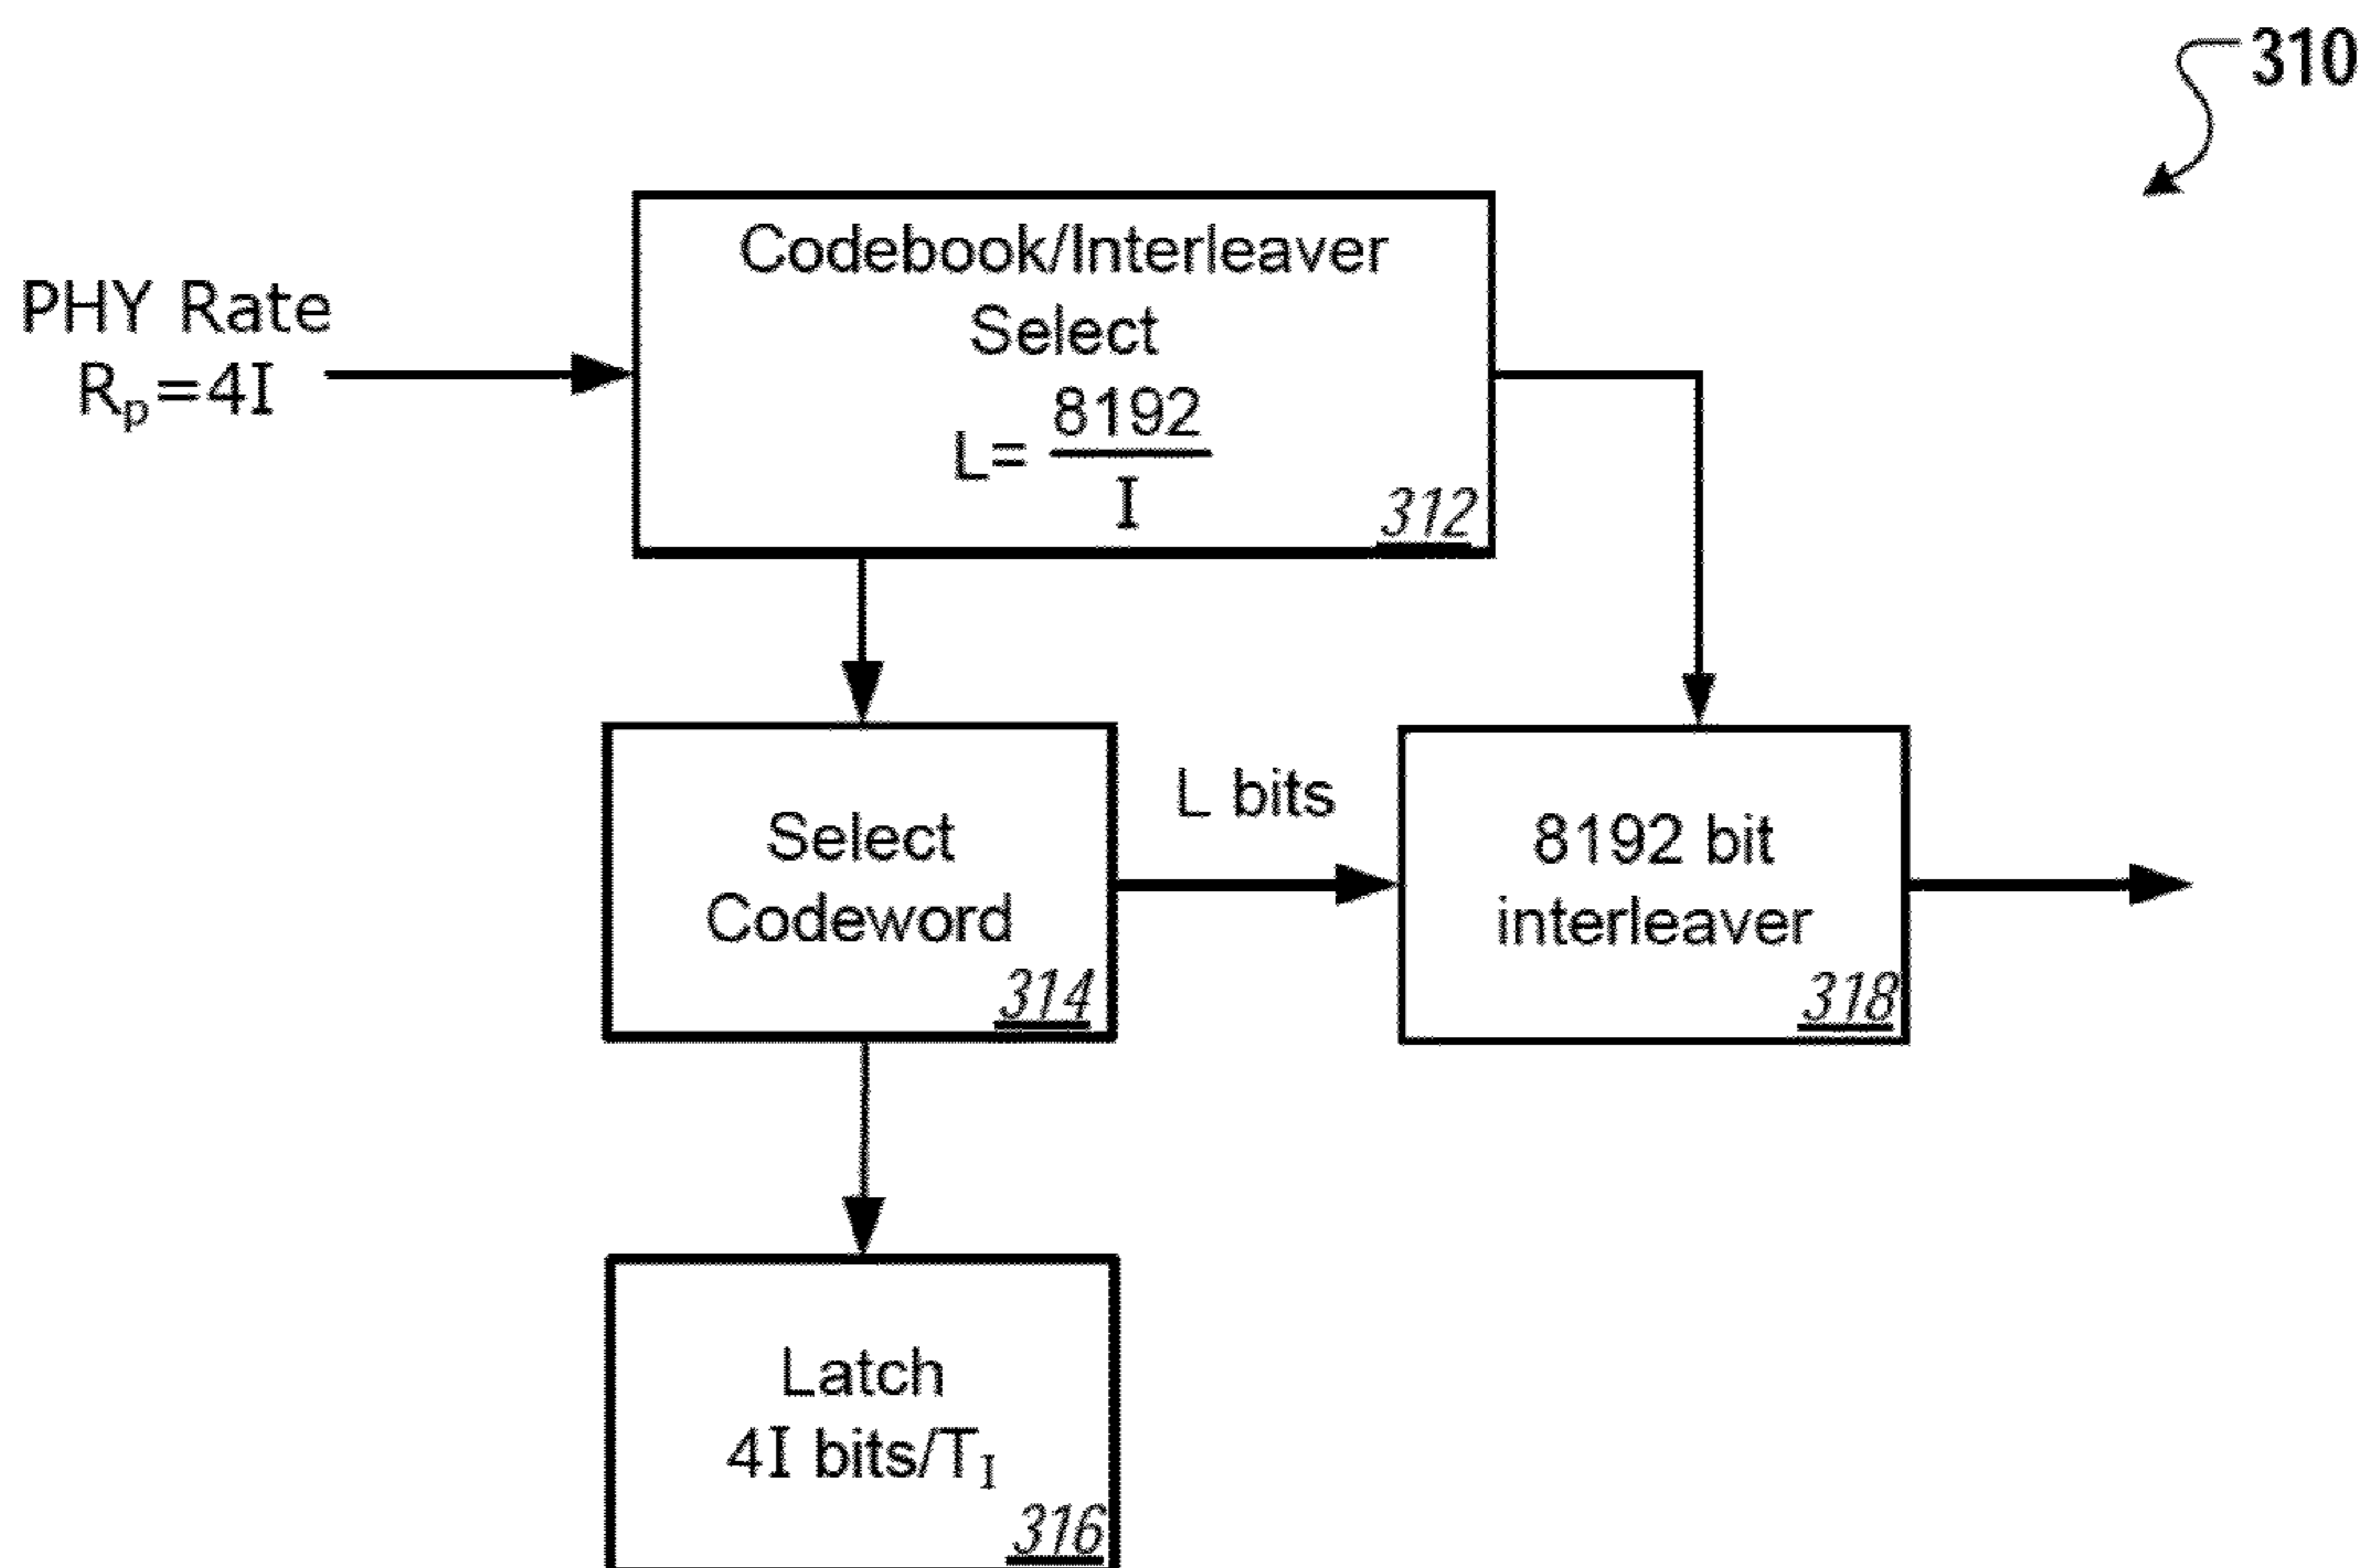 310
PHY Rate
Rp=4I
Codebook/Interleaver
Select
L= 8192
I
312
Select
Codeword
314
L bits
8192 bit
interleaver
318
Latch
4I bits/TI
316